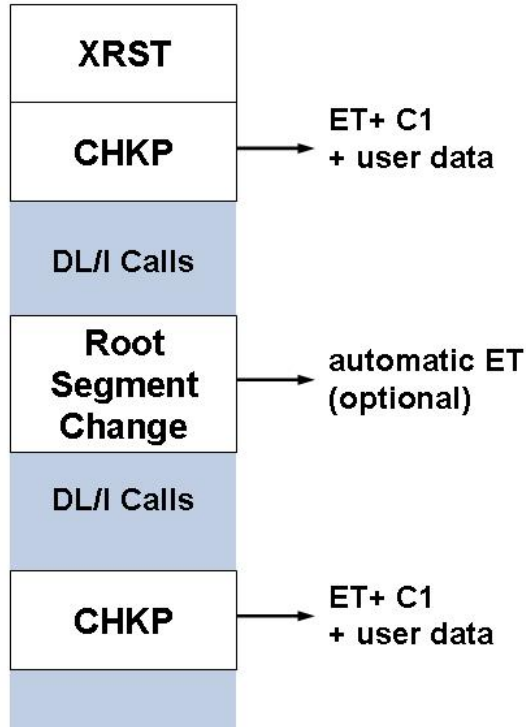 XRST
CHKP
ET+ C1
+ user data
DL/I Calls
Root
Segment
Change
automatic ET
(optional)
DL/I Calls
CHKP
ET+ C1
+ user data